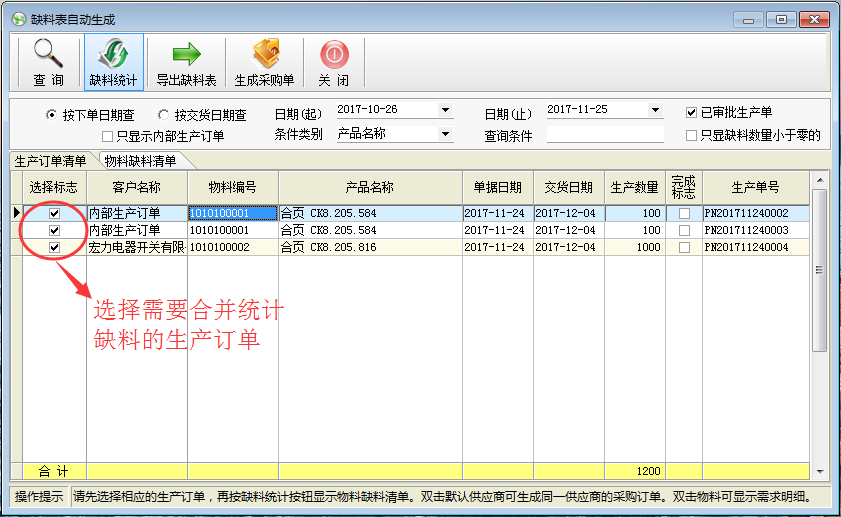 缺料表自动生成
查 询 缺料统计 导出缺料表 生成采购单 关 闭
按下单日期查 按交货日期查 日期(起) 2017-10-26 日期(止) 2017-11-25 已审批生产单
只显示内部生产订单 条件类别 产品名称 查询条件 只显缺料数量小于零的
生产订单清单 物料缺料清单
选择标志 客户名称 物料编号 产品名称 单据日期 交货日期 生产数量 完成标志 生产单号
内部生产订单 1010100001 合页 CK8.205.584 2017-11-24 2017-12-04 100 PN201711240002
内部生产订单 1010100001 合页 CK8.205.584 2017-11-24 2017-12-04 100 PN201711240003
宏力电器开关有限 1010100002 合页 CK8.205.816 2017-11-24 2017-12-04 1000 PN201711240004
选择需要合并统计
缺料的生产订单
合 计 1200
操作提示 请先选择相应的生产订单，再按缺料统计按钮显示物料缺料清单。双击默认供应商可生成同一供应商的采购订单。双击物料可显示需求明细。